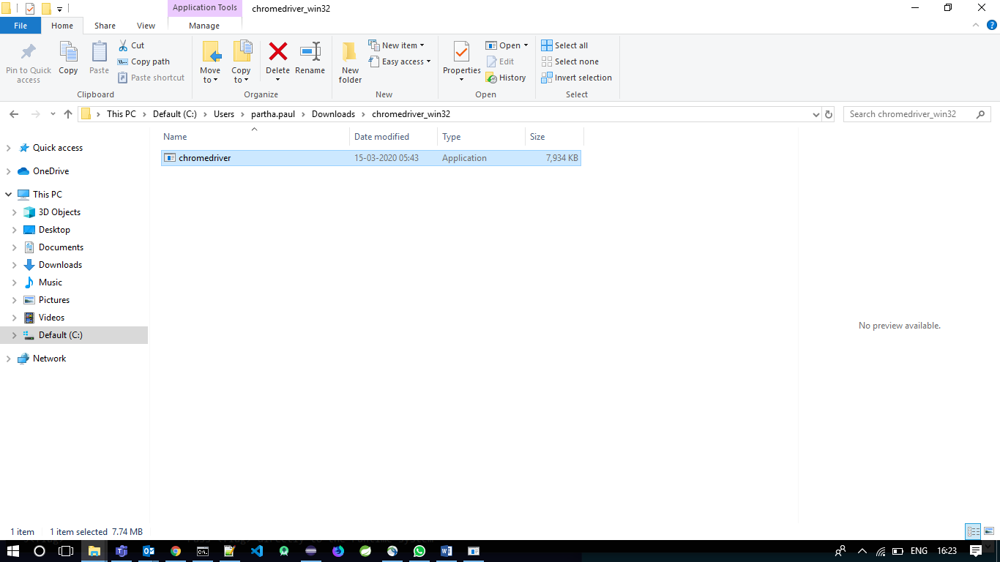 Application Tools chromedriver_win32
File Home Share View Manage
Pin to Quick access
Copy
Paste
Cut
Copy path
Paste shortcut
Clipboard
Move to
Copy to
Delete
Rename
Organize
New folder
New item
Easy access
New
Properties
Open
Edit
History
Open
Select all
Select none
Invert selection
Select
This PC Default (C:) Users partha.paul Downloads chromedriver_win32
Search chromedriver_win32
Quick access
OneDrive
This PC
3D Objects
Desktop
Documents
Downloads
Music
Pictures
Videos
Default (C:)
Network
Name Date modified Type Size
chromedriver 15-03-2020 05:43 Application 7,934 KB
No preview available.
1 item 1 item selected 7.74 MB
ENG 16:23